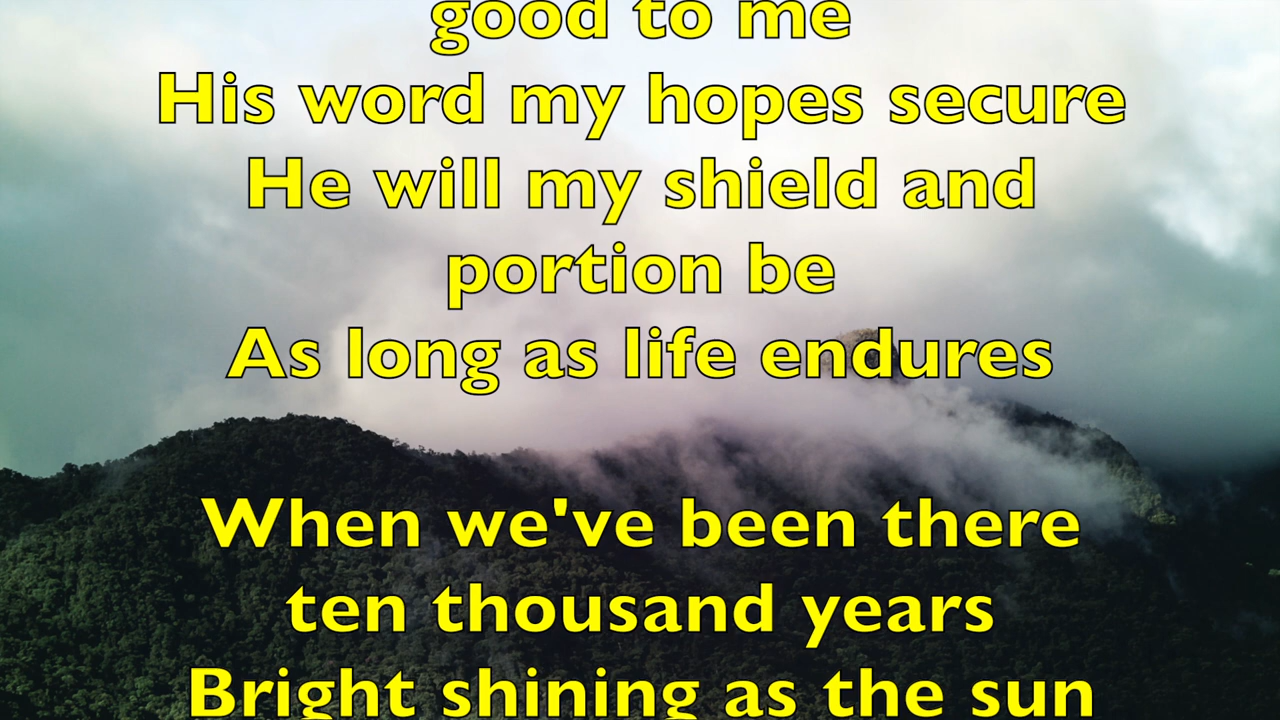 good to me
His word my hopes secure
He will my shield and
portion be
As long as life endures
When we've been there
ten thousand years
Bright shining as the sun